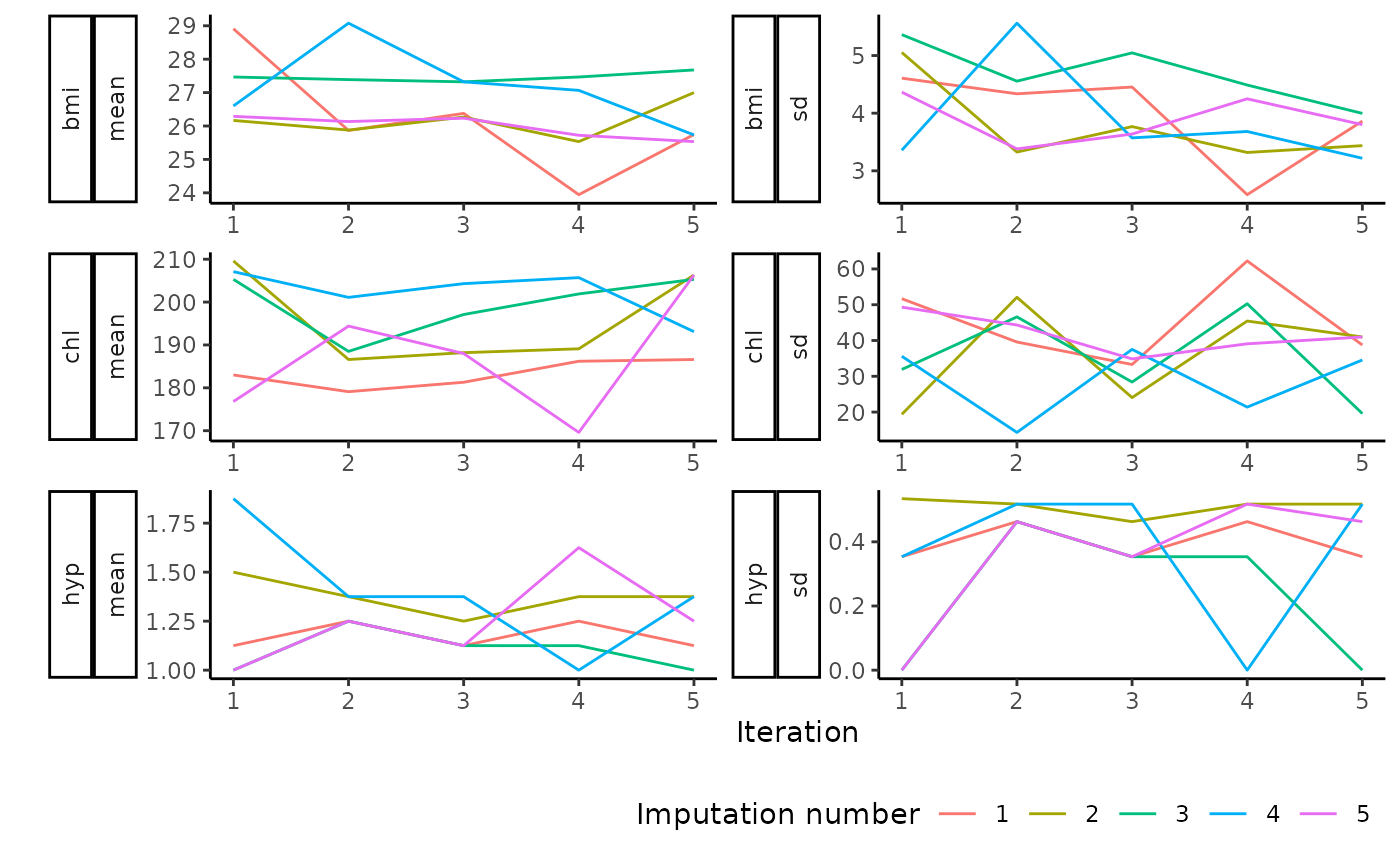 bmi
mean
29
28
27
26
25
24
1 2 3 4 5
bmi
sd
5
4
3
1 2 3 4 5
chl
mean
210
200
190
180
170
1 2 3 4 5
chl
sd
60
50
40
30
20
1 2 3 4 5
hyp
mean
1.75
1.50
1.25
1.00
1 2 3 4 5
hyp
sd
0.4
0.2
0.0
1 2 3 4 5
Iteration
Imputation number 1 2 3 4 5